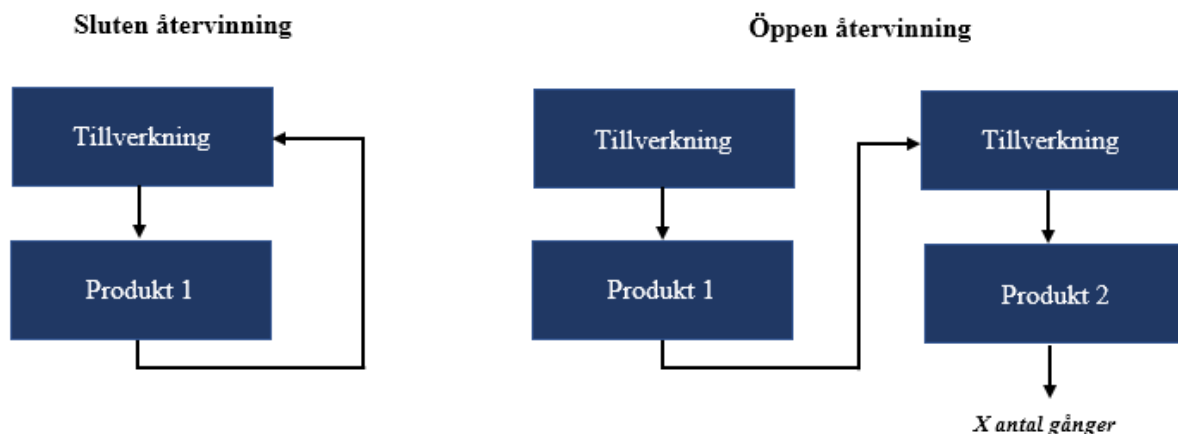 Sluten återvinning
Tillverkning
Produkt 1
Öppen återvinning
Tillverkning
Produkt 1
Tillverkning
Produkt 2
X antal gånger